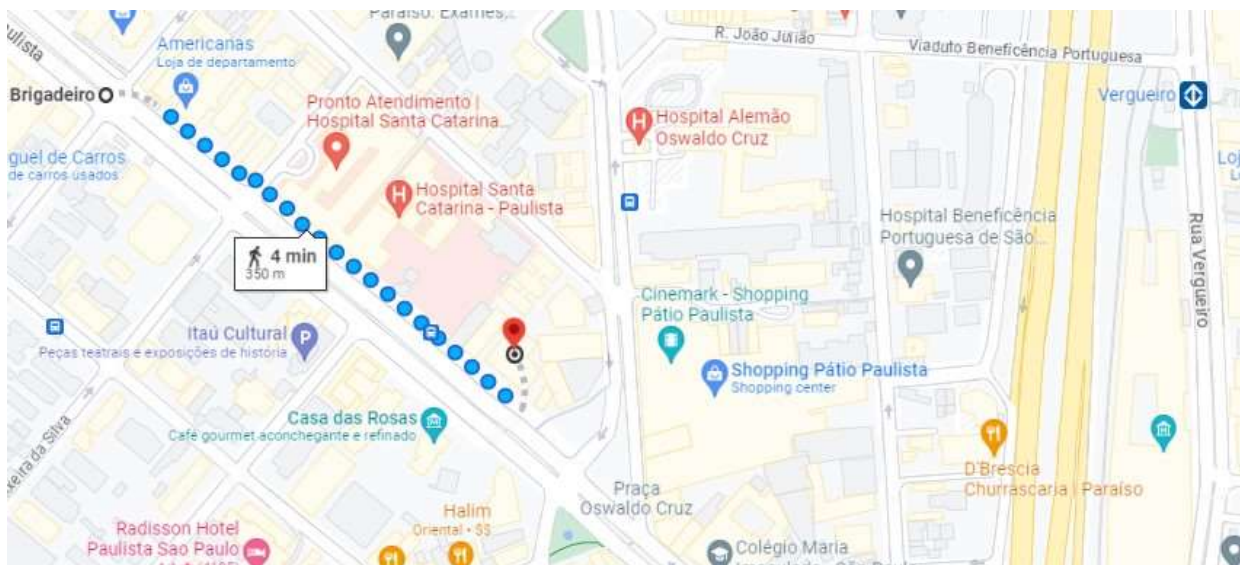 Paraíso. Exames...
Americanas
Loja de departamento
R. João Julião
Viaduto Beneficência Portuguesa
Brigadeiro
Vergueiro
Pronto Atendimento |
Hospital Santa Catarina...
Hospital Alemão
Oswaldo Cruz
guel de Carros
de carros usados
Hospital Santa
Catarina - Paulista
Hospital Beneficência
Portuguesa de São...
Rua Vergueiro
4 min
350 m
Cinemark - Shopping
Pátio Paulista
Itaú Cultural
Peças teatrais e exposições de história
Shopping Pátio Paulista
Shopping center
Casa das Rosas
Café gourmet aconchegante e refinado
D'Brescia
Churrascaria | Paraíso
Praça
Oswaldo Cruz
Halim
Oriental • $$
Radisson Hotel
Paulista Sao Paulo
Colégio Maria